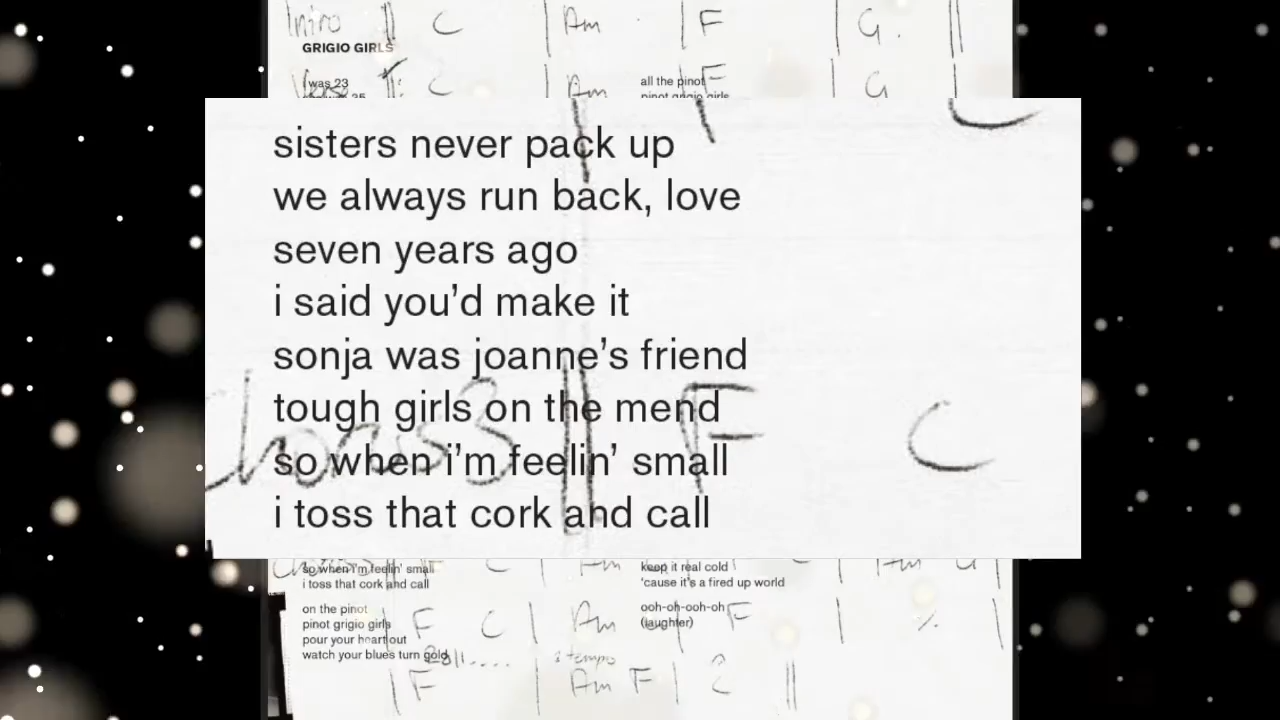 Intro || C | Am | F | G. ||
GRIGIO GIRLS
i was 23
C | Am | F | G
all the pinot
pinot grigio girls
sisters never pack up
we always run back, love
seven years ago
i said you’d make it
sonja was joanne’s friend
tough girls on the mend
so when i’m feelin’ small
i toss that cork and call
F C
so when i’m feelin’ small
i toss that cork and call
keep it real cold
’cause it’s a fired up world
on the pinot
pinot grigio girls
pour your heart out
watch your blues turn gold
ooh-oh-ooh-oh
(laughter)
F C | Am | F | | 
a tempo
| F | Am F | C ||